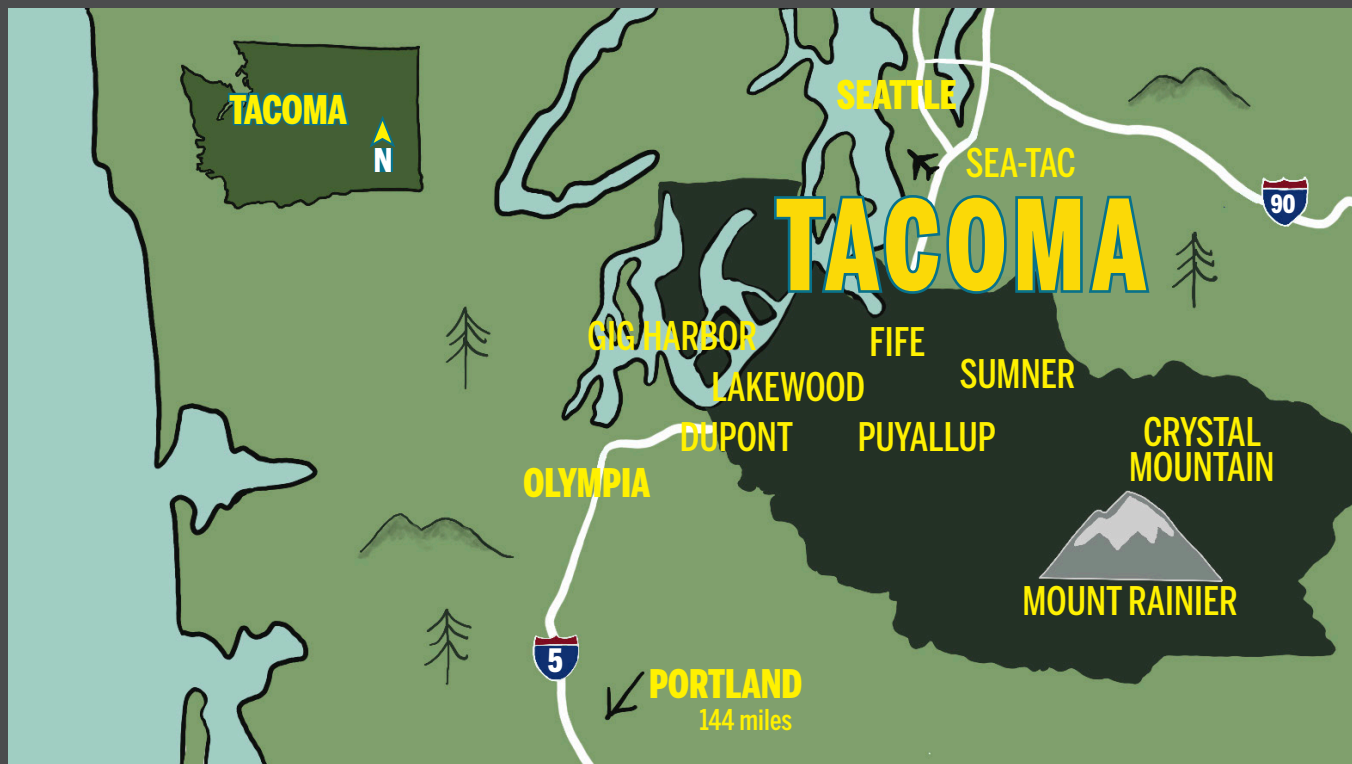 TACOMA
N
SEATTLE
SEA-TAC
90
TACOMA
GIG HARBOR
FIFE
LAKEWOOD
SUMNER
DUPONT
PUYALLUP
CRYSTAL
MOUNTAIN
OLYMPIA
MOUNT RAINIER
5
PORTLAND
144 miles